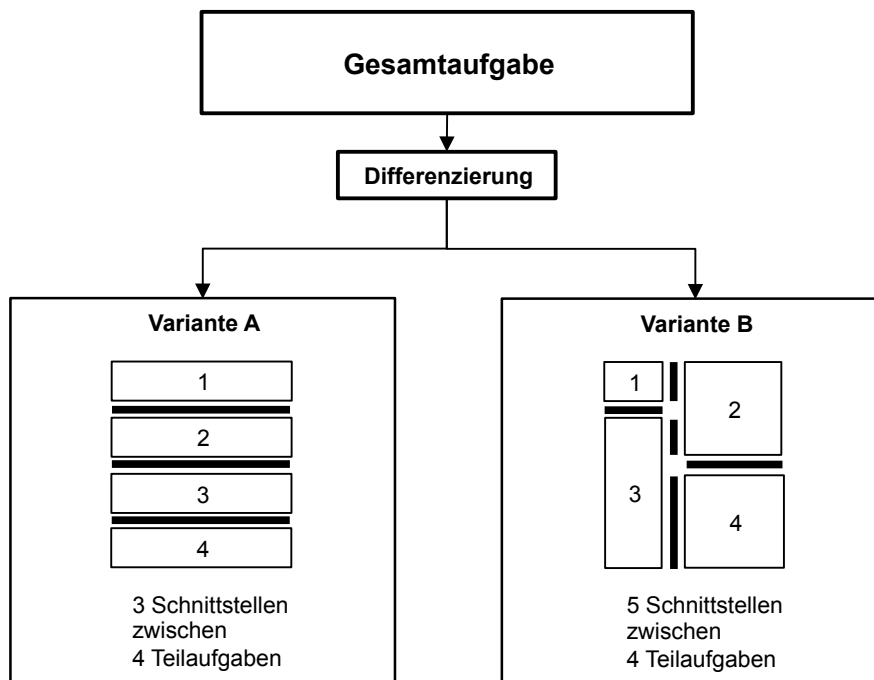 Gesamtaufgabe
Differenzierung
Variante A
1
2
3
4
3 Schnittstellen
zwischen
4 Teilaufgaben
Variante B
1
2
3
4
5 Schnittstellen
zwischen
4 Teilaufgaben